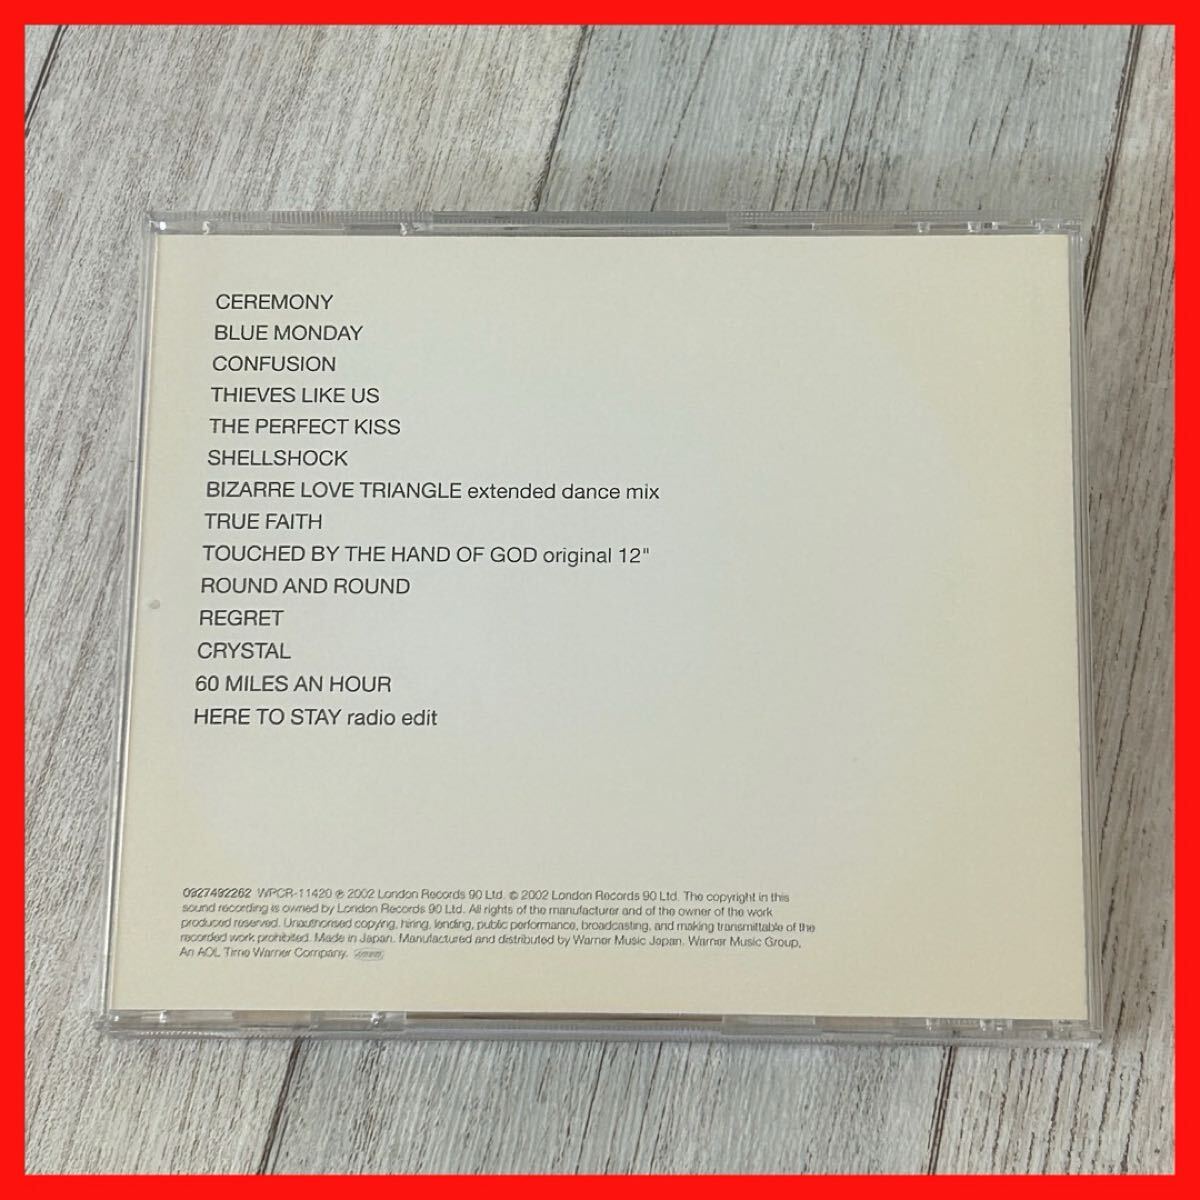 CEREMONY
BLUE MONDAY
CONFUSION
THIEVES LIKE US
THE PERFECT KISS
SHELLSHOCK
BIZARRE LOVE TRIANGLE extended dance mix
TRUE FAITH
TOUCHED BY THE HAND OF GOD original 12"
ROUND AND ROUND
REGRET
CRYSTAL
60 MILES AN HOUR
HERE TO STAY radio edit
0927492262 WPCR-11420 ℗ 2002 London Records 90 Ltd. © 2002 London Records 90 Ltd. The copyright in this
sound recording is owned by London Records 90 Ltd. All rights of the manufacturer and of the owner of the work
produced reserved. Unauthorised copying, hiring, lending, public performance, broadcasting, and making transmittable of the
recorded work prohibited. Made in Japan. Manufactured and distributed by Warner Music Japan. Warner Music Group,
An AOL Time Warner Company.